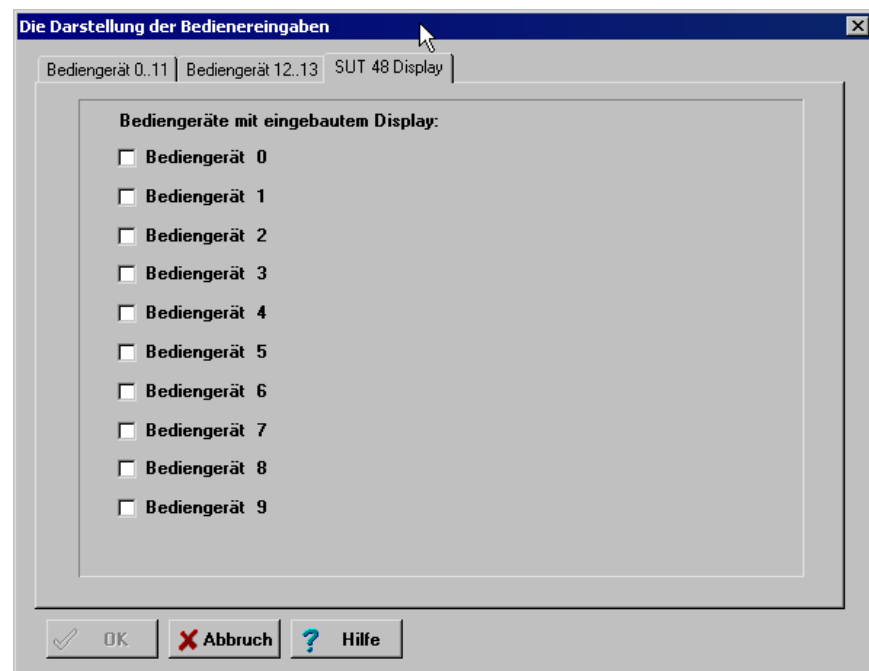 Die Darstellung der Bedienereingaben
Bediengerät 0..11 Bediengerät 12..13 SUT 48 Display
Bediengeräte mit eingebautem Display:
Bediengerät 0
Bediengerät 1
Bediengerät 2
Bediengerät 3
Bediengerät 4
Bediengerät 5
Bediengerät 6
Bediengerät 7
Bediengerät 8
Bediengerät 9
OK Abbruch ? Hilfe